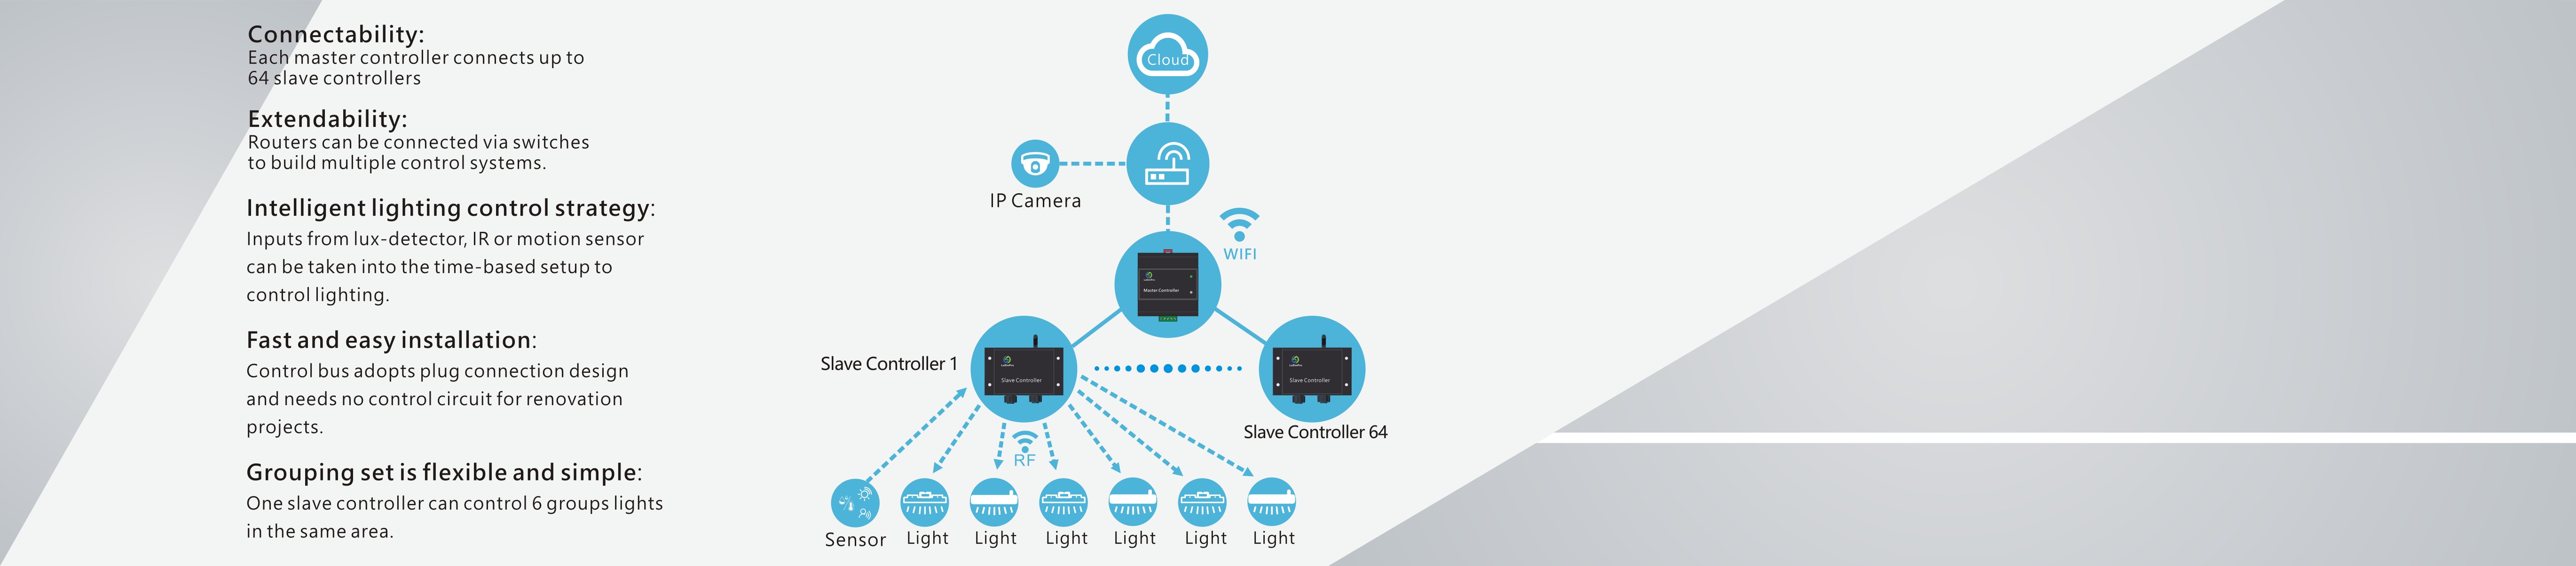 Connectability:
Each master controller connects up to
64 slave controllers
Extendability:
Routers can be connected via switches
to build multiple control systems.
Intelligent lighting control strategy:
Inputs from lux-detector, IR or motion sensor
can be taken into the time-based setup to
control lighting.
Fast and easy installation:
Control bus adopts plug connection design
and needs no control circuit for renovation
projects.
Grouping set is flexible and simple:
One slave controller can control 6 groups lights
in the same area.
Cloud
IP Camera
WIFI
Master Controller
Slave Controller 1
Slave Controller
Slave Controller
Slave Controller 64
RF
Sensor
Light
Light
Light
Light
Light
Light